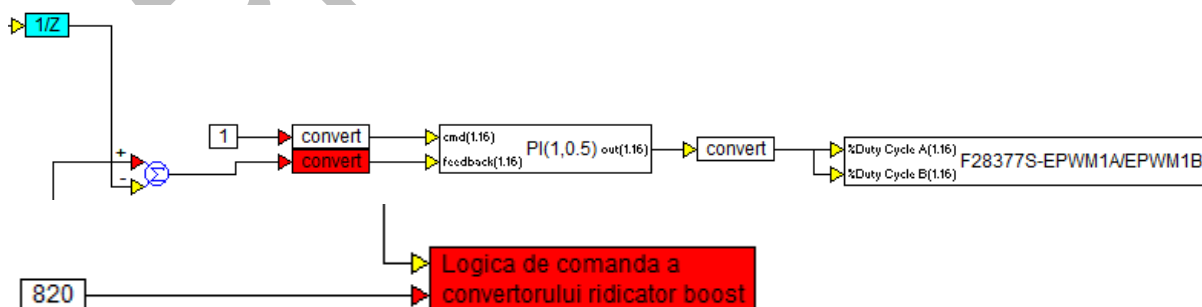 1/Z
1
convert
cmd(1.16)
PI(1,0.5)
out(1.16)
convert
feedback(1.16)
convert
%Duty Cycle A(1.16)
%Duty Cycle B(1.16)
F28377S-EPWM1A/EPWM1B
+
-
Σ
Logica de comanda a
convertorului ridicator boost
820